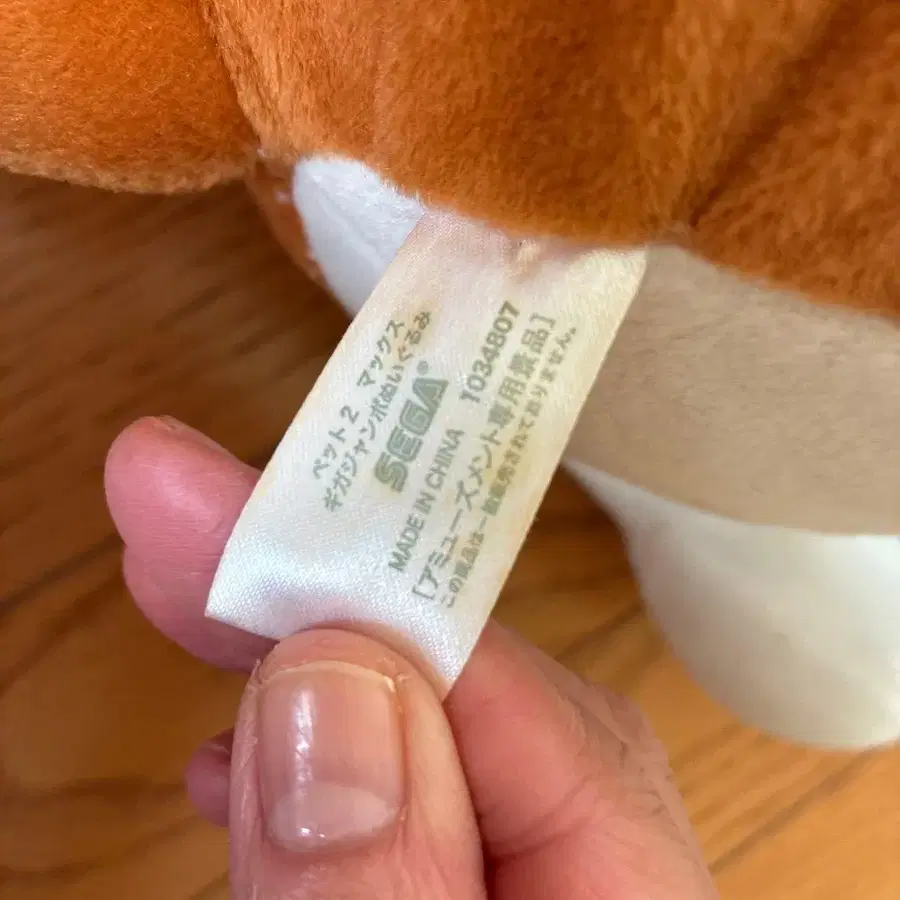 ペット2 マックス
ギガジャンボぬいぐるみ
SEGA®
MADE IN CHINA 1034807
[アミューズメント専用景品]
この景品は一般販売されておりません。